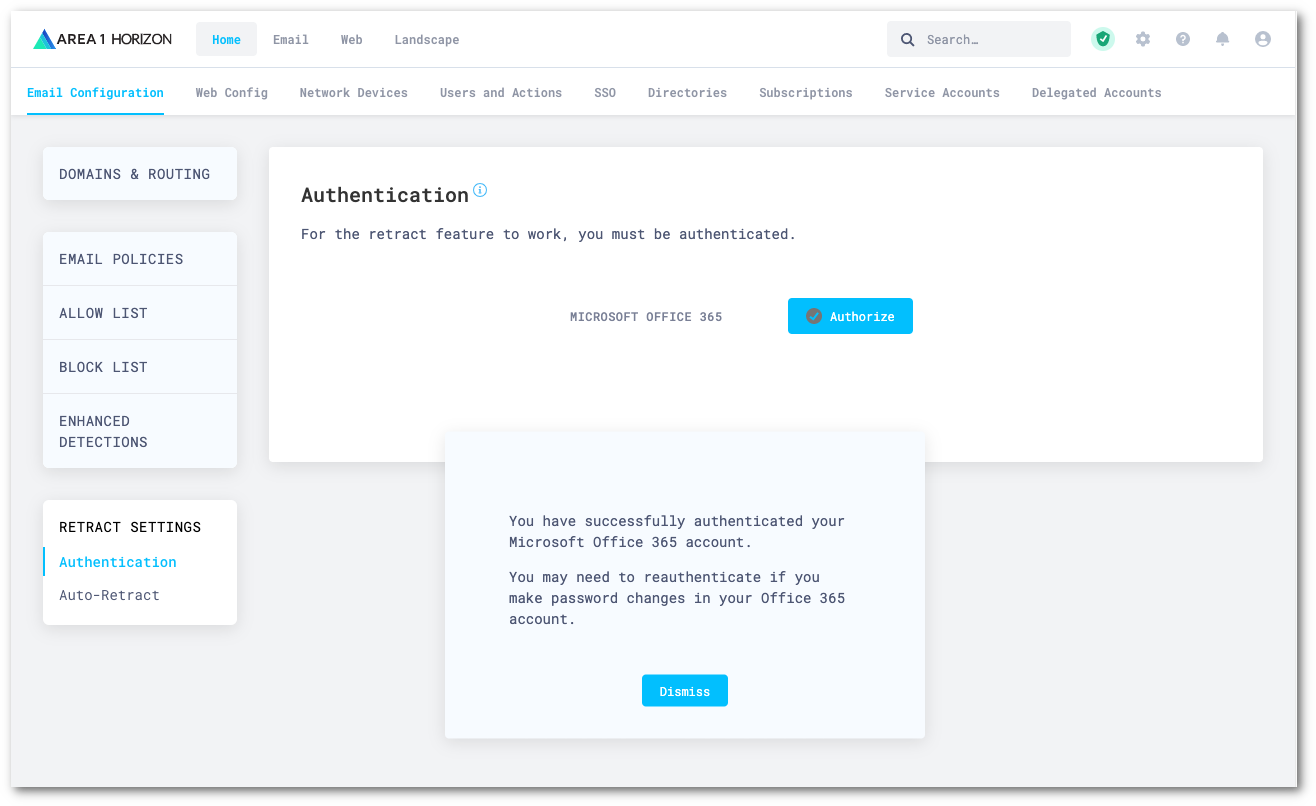 AREA 1 HORIZON Home Email Web Landscape Search…
Email Configuration Web Config Network Devices Users and Actions SSO Directories Subscriptions Service Accounts Delegated Accounts
DOMAINS & ROUTING
EMAIL POLICIES
ALLOW LIST
BLOCK LIST
ENHANCED
DETECTIONS
RETRACT SETTINGS
Authentication
Auto-Retract
Authentication
For the retract feature to work, you must be authenticated.
MICROSOFT OFFICE 365 Authorize
You have successfully authenticated your
Microsoft Office 365 account.
You may need to reauthenticate if you
make password changes in your Office 365
account.
Dismiss